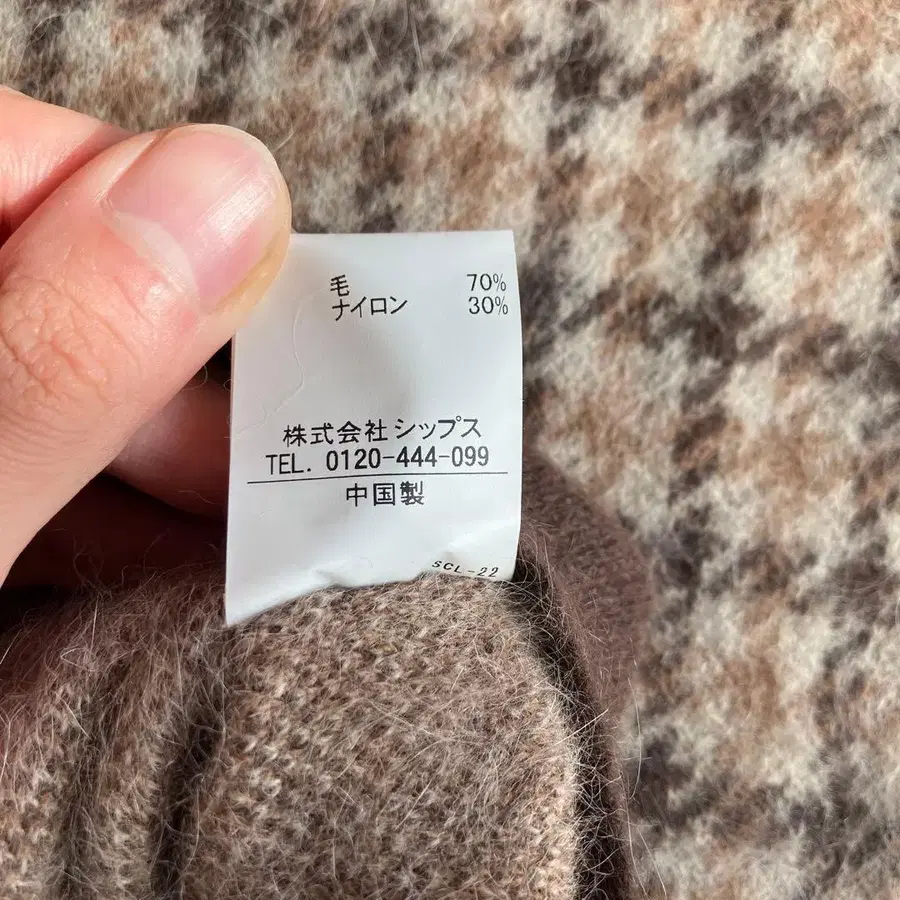 毛 70%
ナイロン 30%
株式会社シップス
TEL. 0120-444-099
中国製
SCL-22